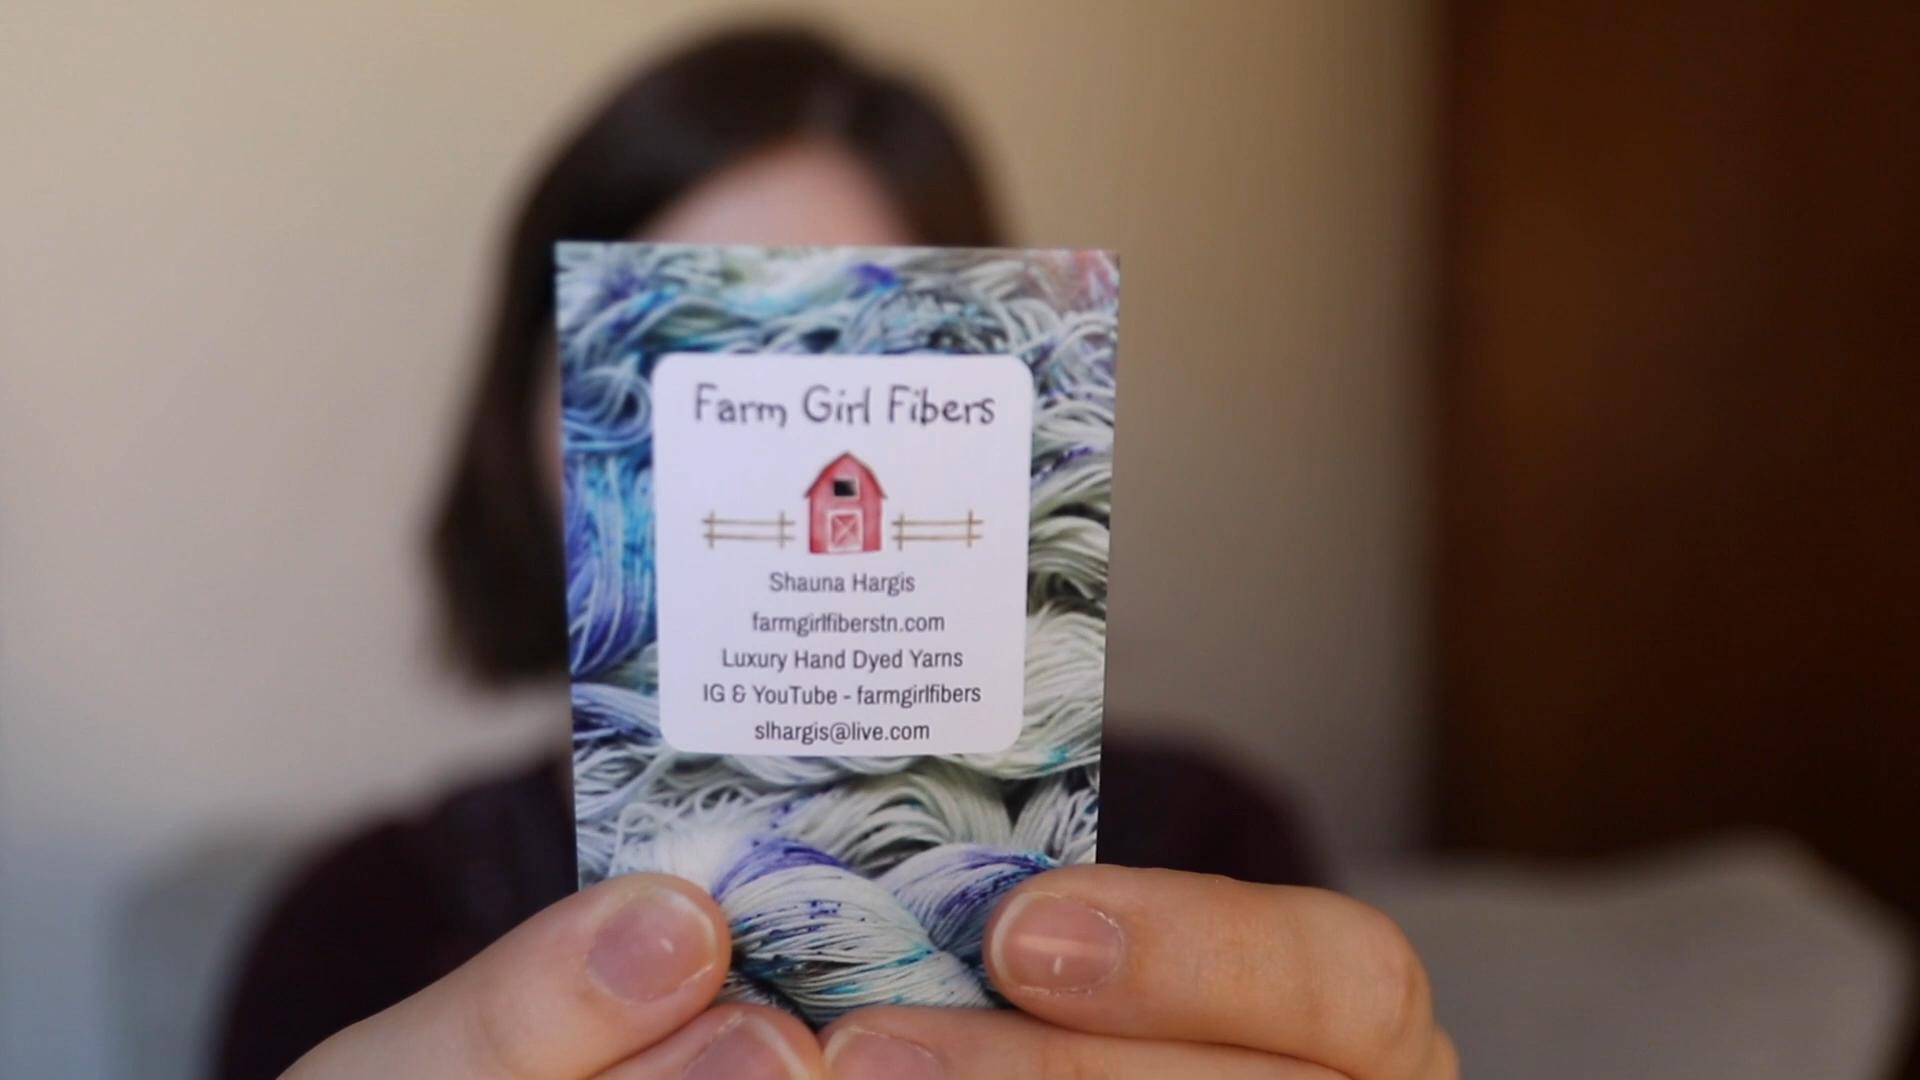 Farm Girl Fibers
Shauna Hargis
farmgirlfiberstn.com
Luxury Hand Dyed Yarns
IG & YouTube - farmgirlfibers
slhargis@live.com